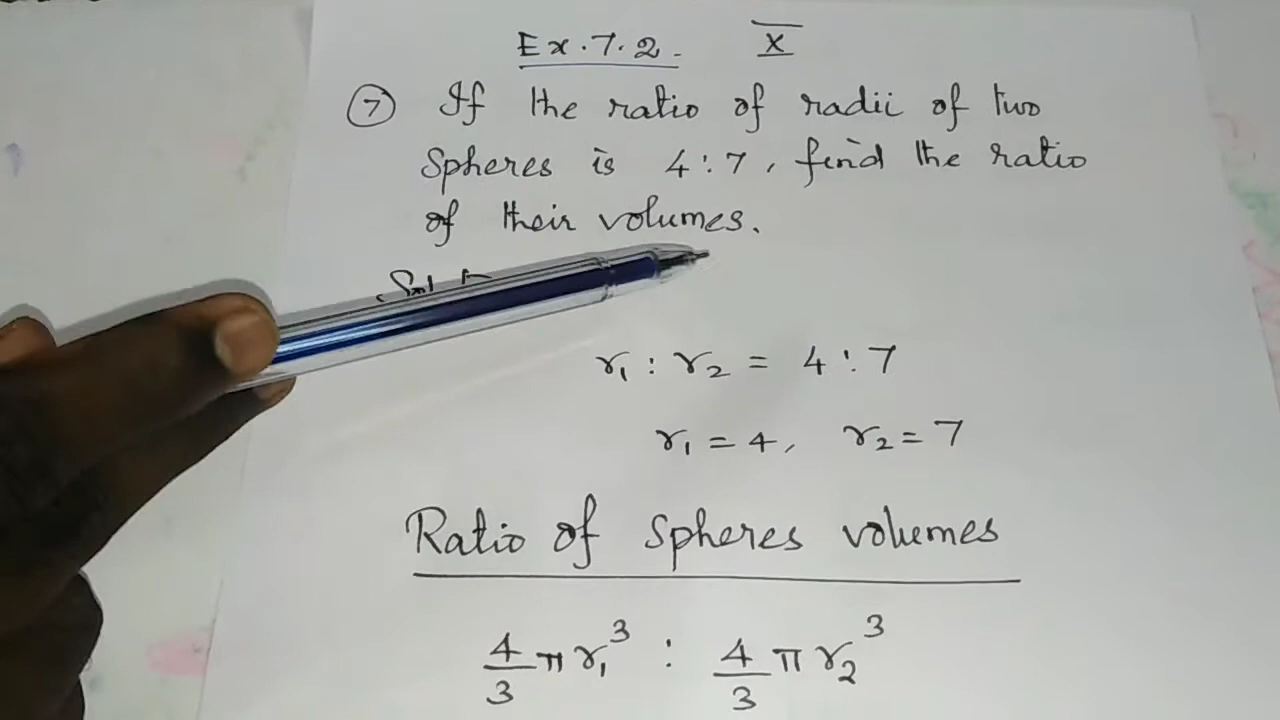 Ex.7.2. X
⑦ If the ratio of radii of two
Spheres is 4:7, find the ratio
of their volumes.
r₁ : r₂ = 4 : 7
r₁ = 4, r₂ = 7
Ratio of Spheres volumes
4/3 π r₁³ : 4/3 π r₂³